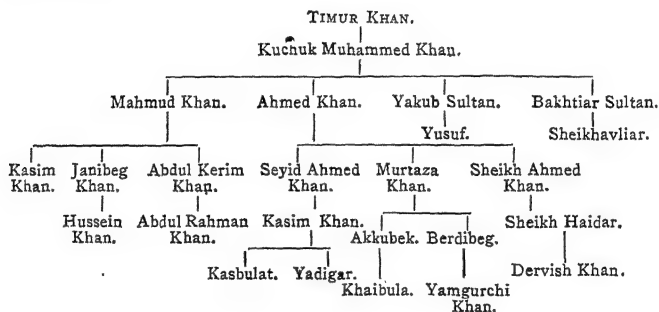 TIMUR KHAN.
Kuchuk Muhammed Khan.
Mahmud Khan. Ahmed Khan. Yakub Sultan. Bakhtiar Sultan.
Yusuf. Sheikhavliar.
Kasim Janibeg Abdul Kerim Seyid Ahmed Murtaza Sheikh Ahmed
Khan. Khan. Khan. Khan. Khan. Khan.
Hussein Abdul Rahman Kasim Khan. Sheikh Haidar.
Khan. Khan. Akkubek. Berdibeg.
Kasbulat. Yadigar. Dervish Khan.
Khaibula. Yamgurchi
Khan.